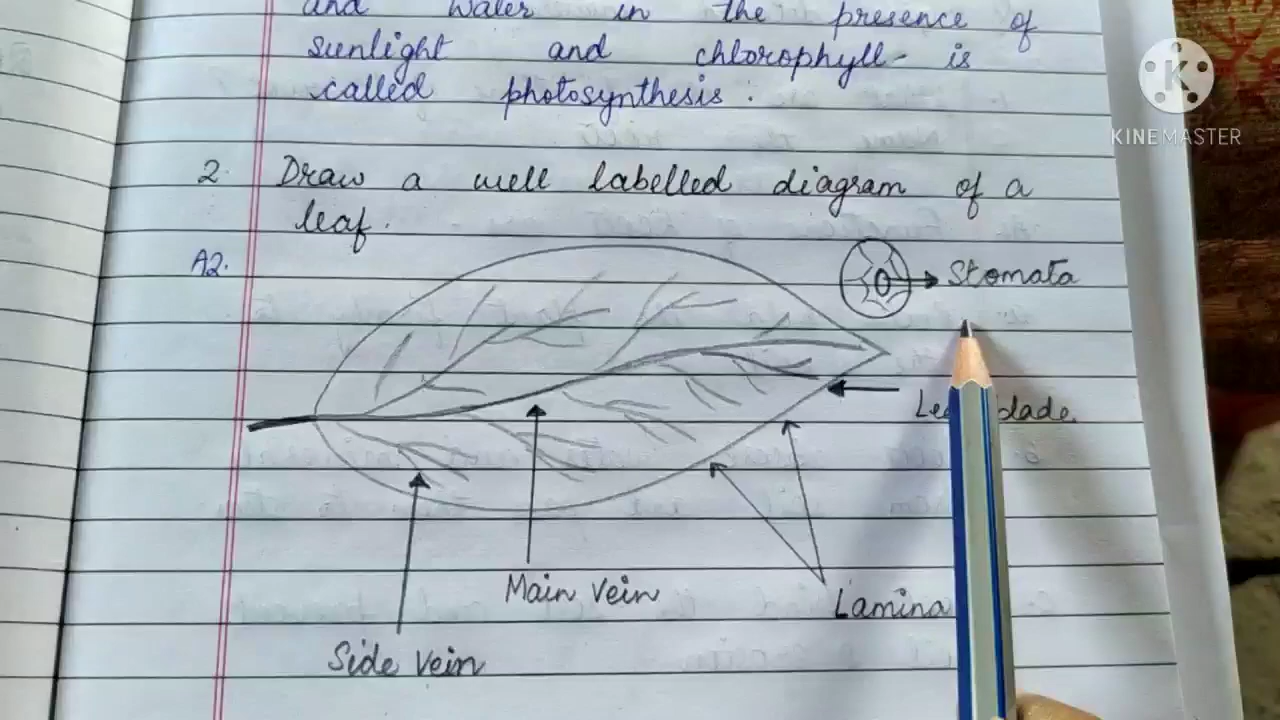 and water in the presence of
sunlight and chlorophyll is
called photosynthesis.
KINEMASTER
2. Draw a well labelled diagram of a
leaf.
A2.
Stomata
blade
Main vein
Lamina
Side vein